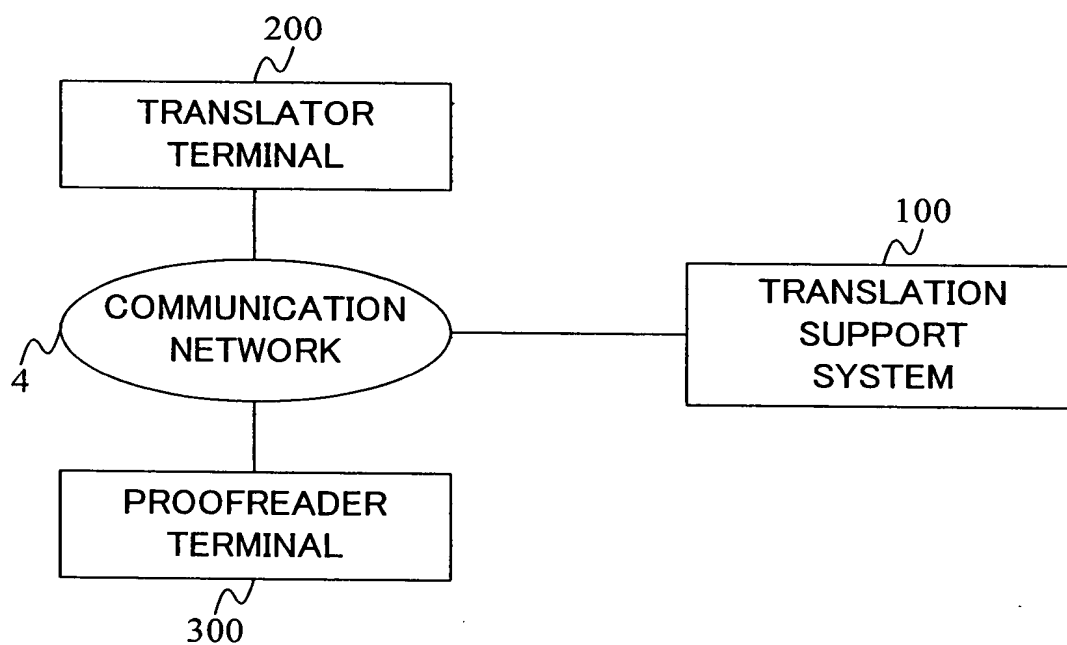 200
TRANSLATOR
TERMINAL
100
COMMUNICATION
NETWORK
4
TRANSLATION
SUPPORT
SYSTEM
PROOFREADER
TERMINAL
300